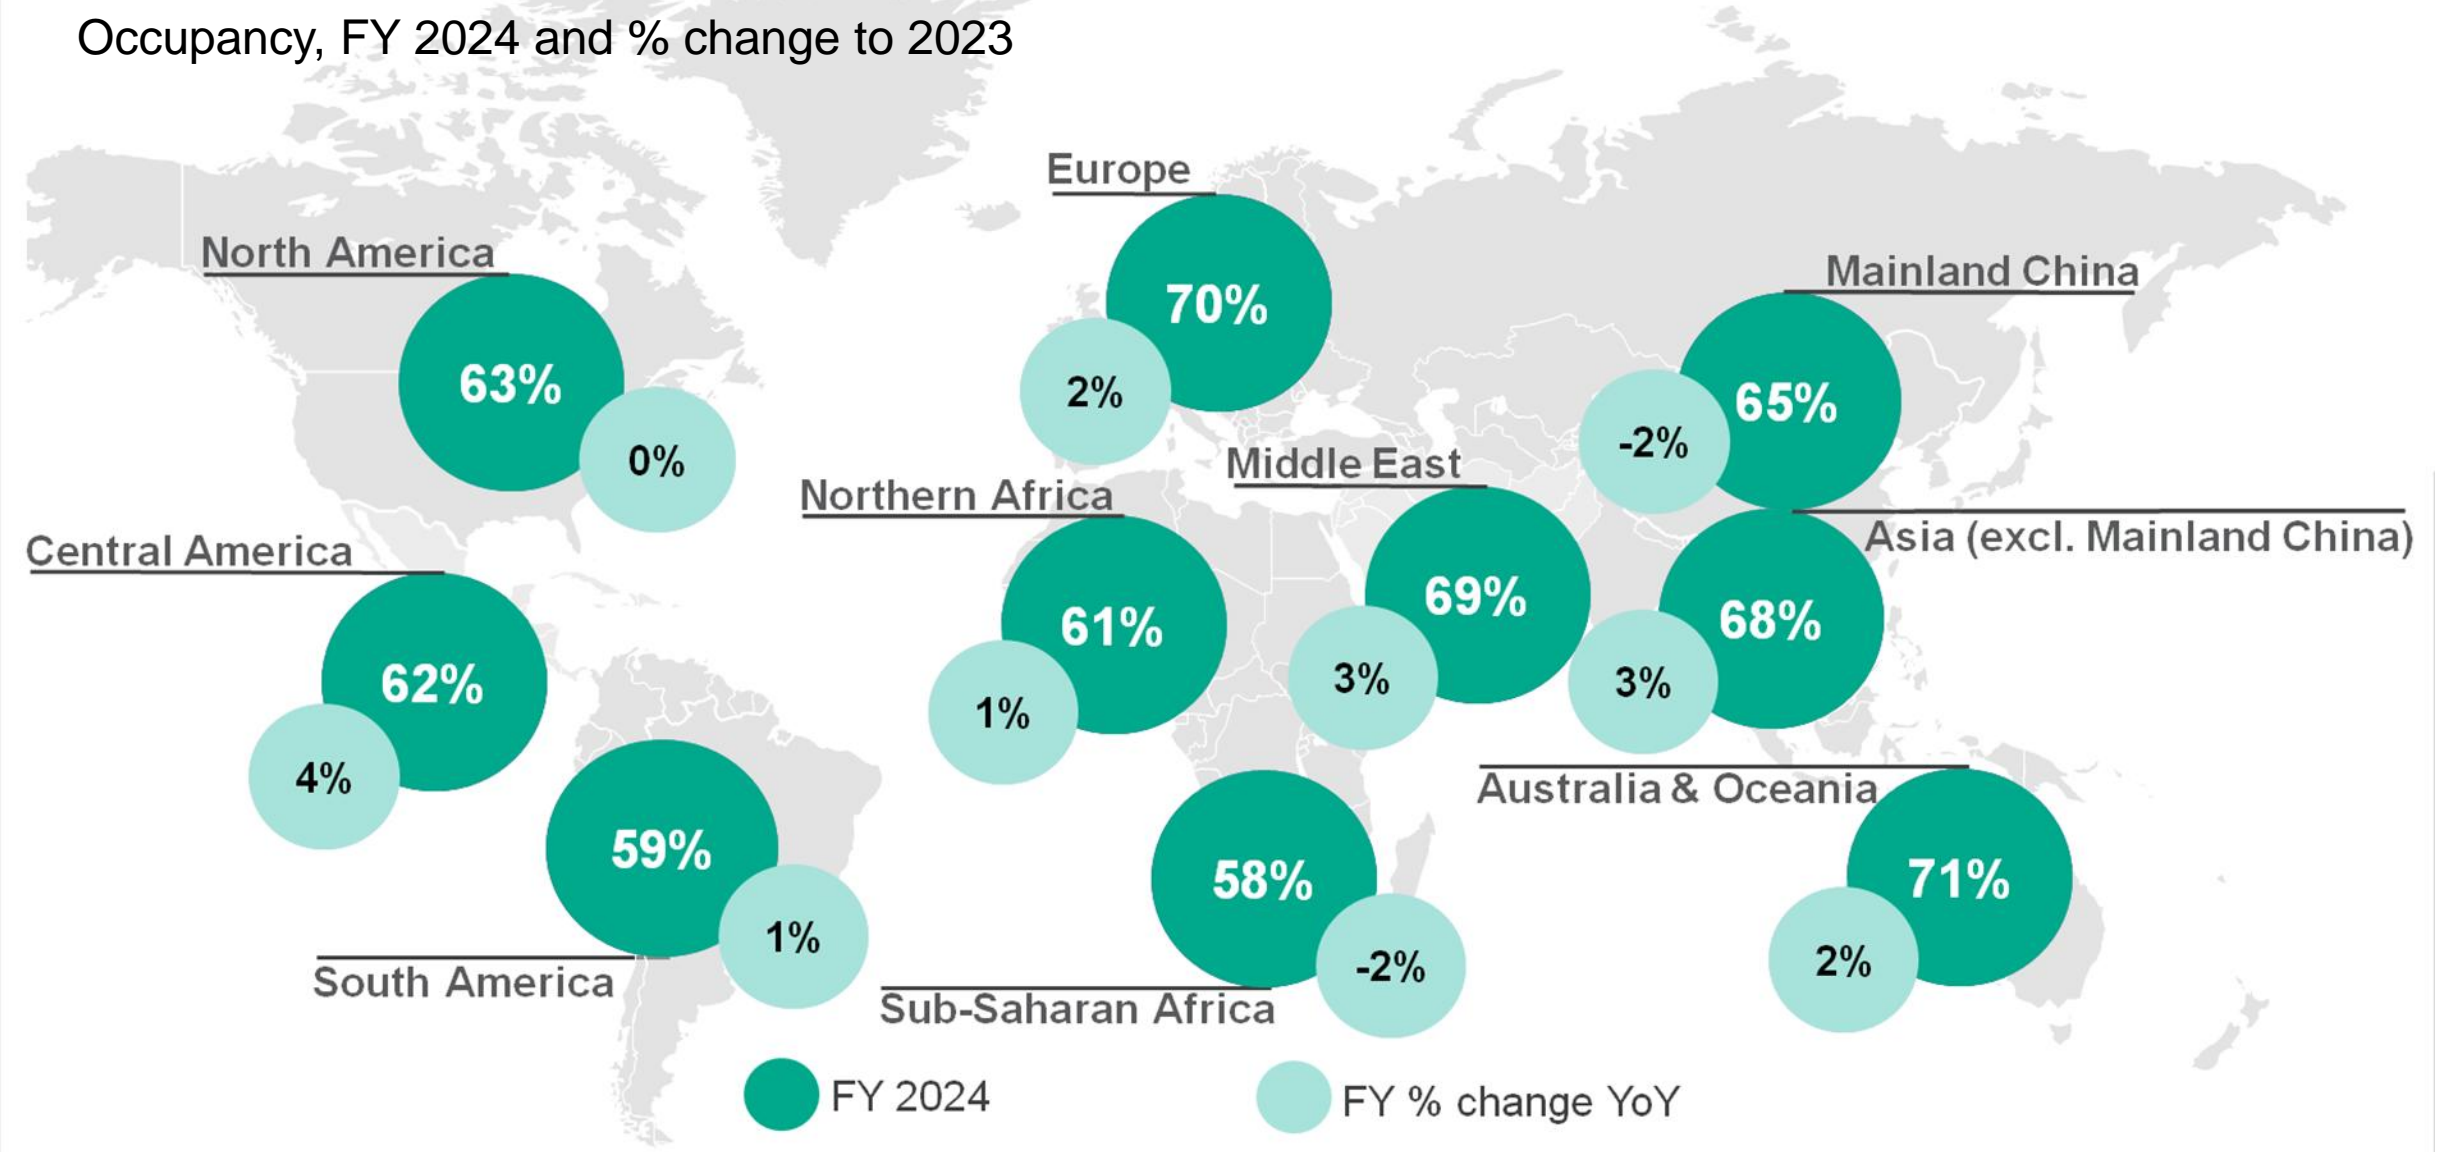 Occupancy, FY 2024 and % change to 2023
Europe
70%
2%
North America
63%
0%
Mainland China
65%
-2%
Middle East
69%
3%
Northern Africa
61%
1%
Asia (excl. Mainland China)
68%
3%
Central America
62%
4%
Australia & Oceania
71%
2%
59%
1%
South America
58%
-2%
Sub-Saharan Africa
FY 2024
FY % change YoY